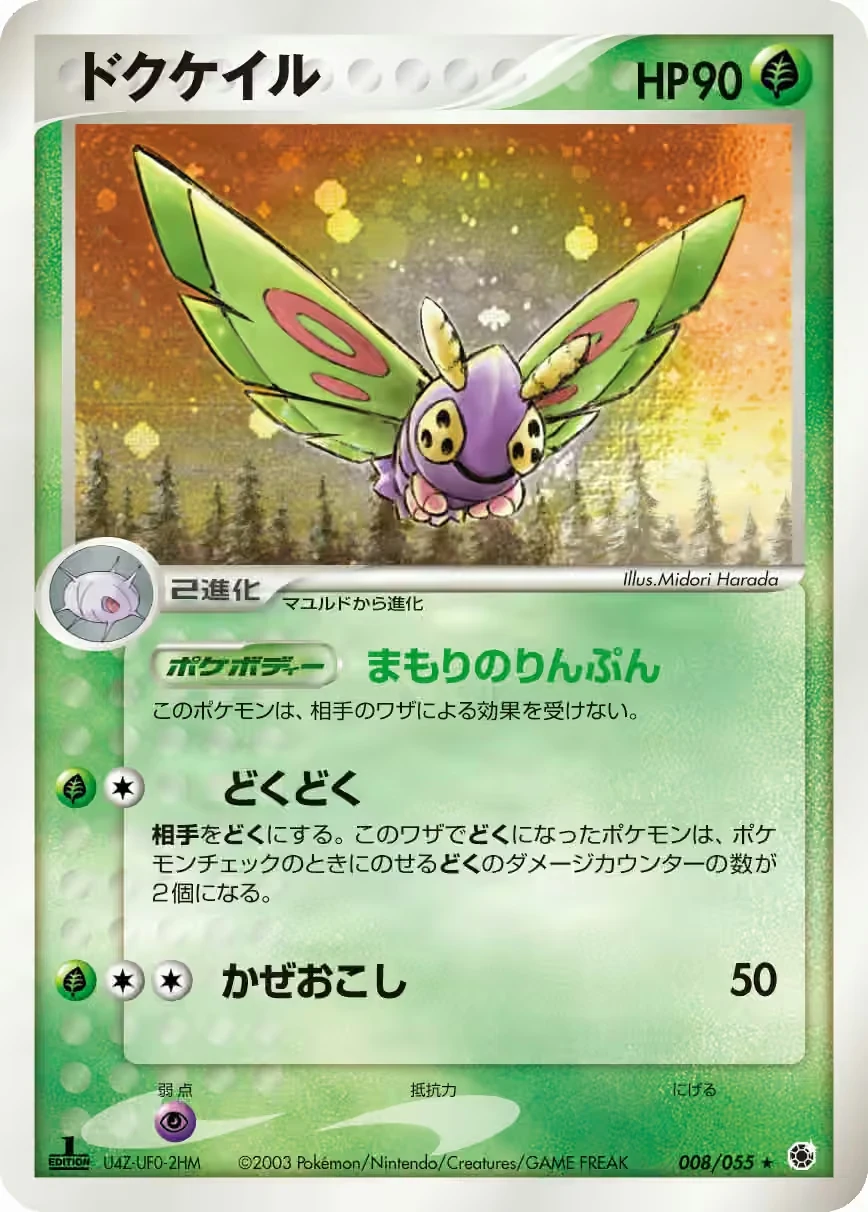 ドクケイル HP90
Illus.Midori Harada
2進化
マユルドから進化
ポケボディー まもりのりんぷん
このポケモンは、相手のワザによる効果を受けない。
どくどく
相手をどくにする。このワザでどくになったポケモンは、ポケ
モンチェックのときにのせるどくのダメージカウンターの数が
2個になる。
かぜおこし 50
弱点 抵抗力 にげる
1 EDITION U4Z-UF0-2HM ©2003 Pokémon/Nintendo/Creatures/GAME FREAK 008/055 ★